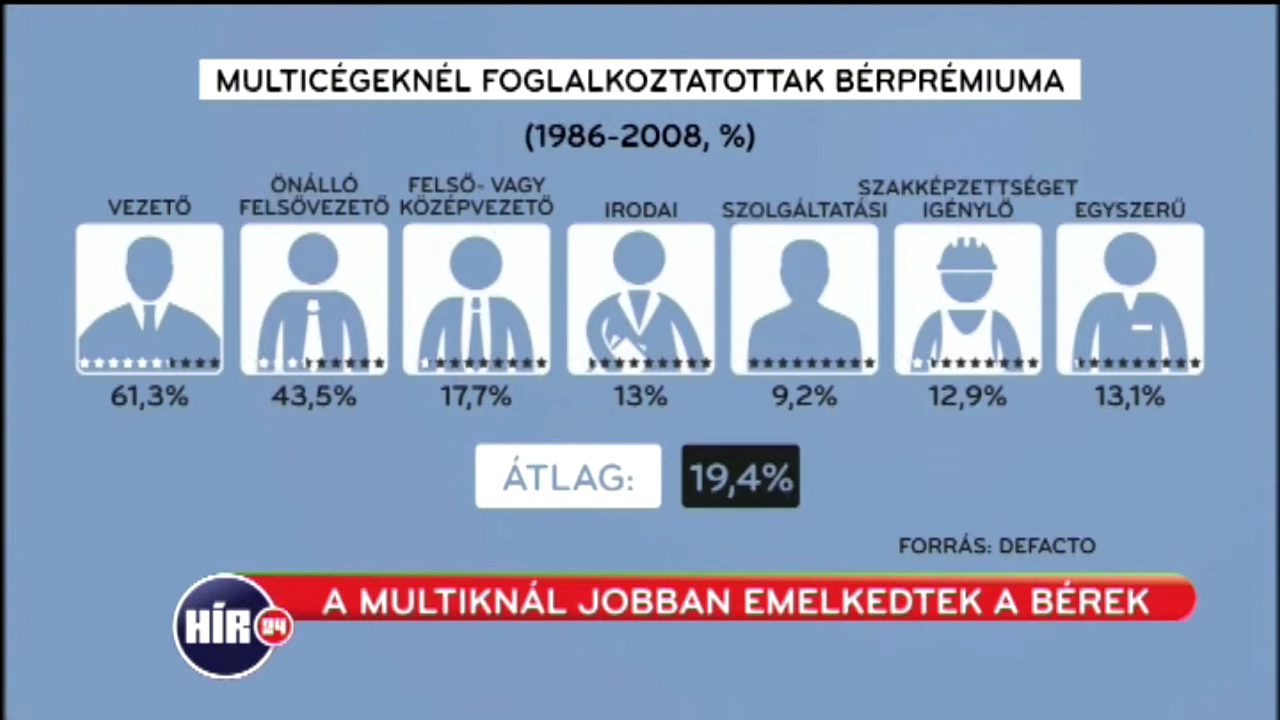 MULTICÉGEKNÉL FOGLALKOZTATOTTAK BÉRPRÉMIUMA
(1986-2008, %)
VEZETŐ
ÖNÁLLÓ
FELSŐVEZETŐ
FELSŐ- VAGY
KÖZÉPVEZETŐ
IRODAI
SZOLGÁLTATÁSI
SZAKKÉPZETTSÉGET
IGÉNYLŐ
EGYSZERŰ
61,3%
43,5%
17,7%
13%
9,2%
12,9%
13,1%
ÁTLAG:
19,4%
FORRÁS: DEFACTO
HÍR24
A MULTIKNÁL JOBBAN EMELKEDTEK A BÉREK